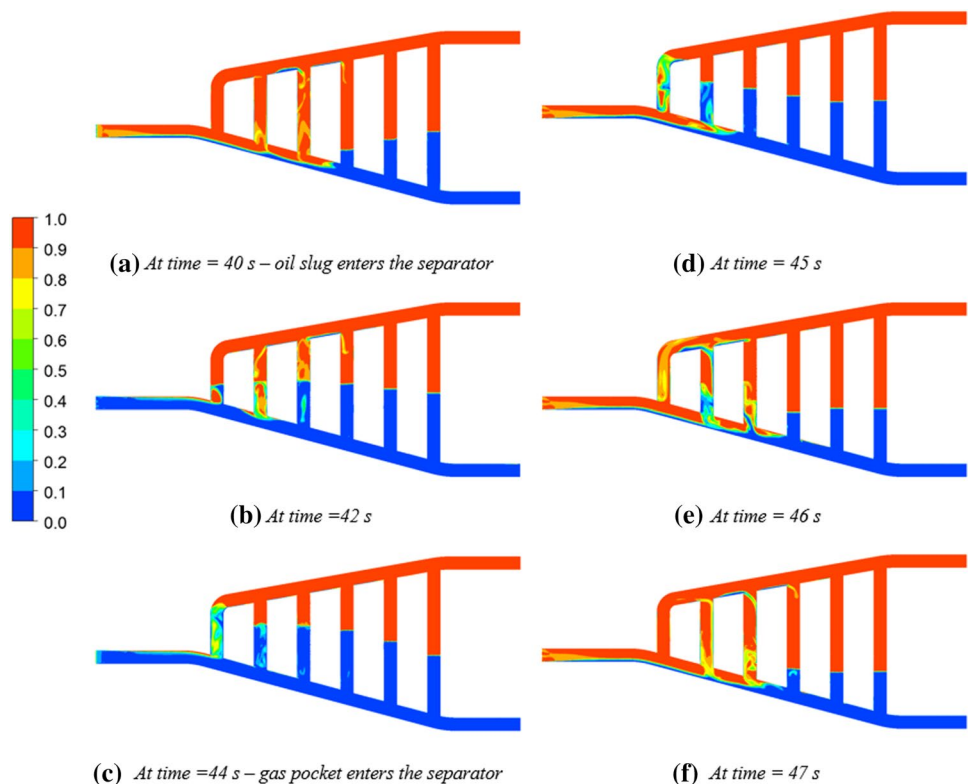 (a) At time = 40 s – oil slug enters the separator
(d) At time = 45 s
1.0
0.9
0.8
0.7
0.6
0.5
0.4
0.3
0.2
0.1
0.0
(b) At time =42 s
(e) At time = 46 s
(c) At time =44 s – gas pocket enters the separator
(f) At time = 47 s